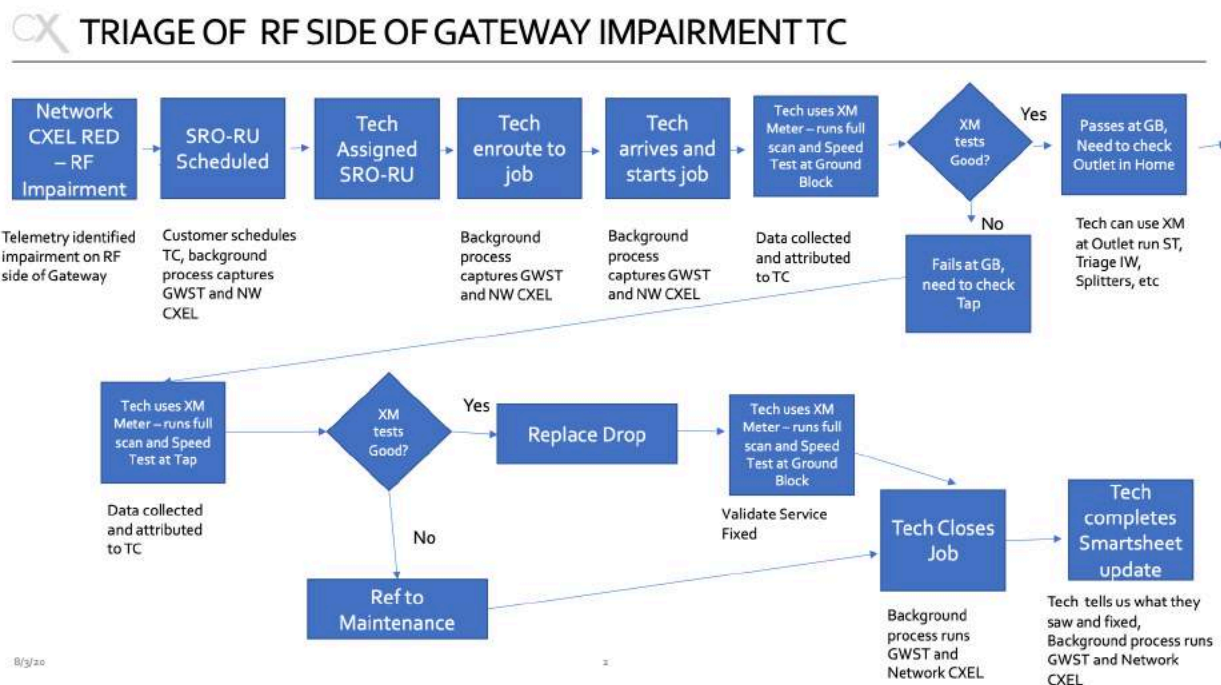 CX TRIAGE OF RF SIDE OF GATEWAY IMPAIRMENT TC
Network
CXEL RED
– RF
Impairment
SRO-RU
Scheduled
Tech
Assigned
SRO-RU
Tech
enroute to
job
Tech
arrives and
starts job
Tech uses XM
Meter – runs full
scan and Speed
Test at Ground
Block
XM
tests
Good?
Yes
Passes at GB,
Need to check
Outlet in Home
No
Telemetry identified
impairment on RF
side of Gateway
Customer schedules
TC, background
process captures
GWST and NW
CXEL
Background
process
captures GWST
and NW CXEL
Background
process
captures GWST
and NW CXEL
Data collected
and attributed
to TC
Fails at GB,
need to check
Tap
Tech can use XM
at Outlet run ST,
Triage IW,
Splitters, etc
Tech uses XM
Meter – runs full
scan and Speed
Test at Tap
XM
tests
Good?
Yes
Replace Drop
Tech uses XM
Meter – runs full
scan and Speed
Test at Ground
Block
Data collected
and attributed
to TC
No
Validate Service
Fixed
Ref to
Maintenance
Tech Closes
Job
Tech
completes
Smartsheet
update
Background
process runs
GWST and
Network CXEL
Tech tells us what they
saw and fixed,
Background process runs
GWST and Network
CXEL
8/3/20
2